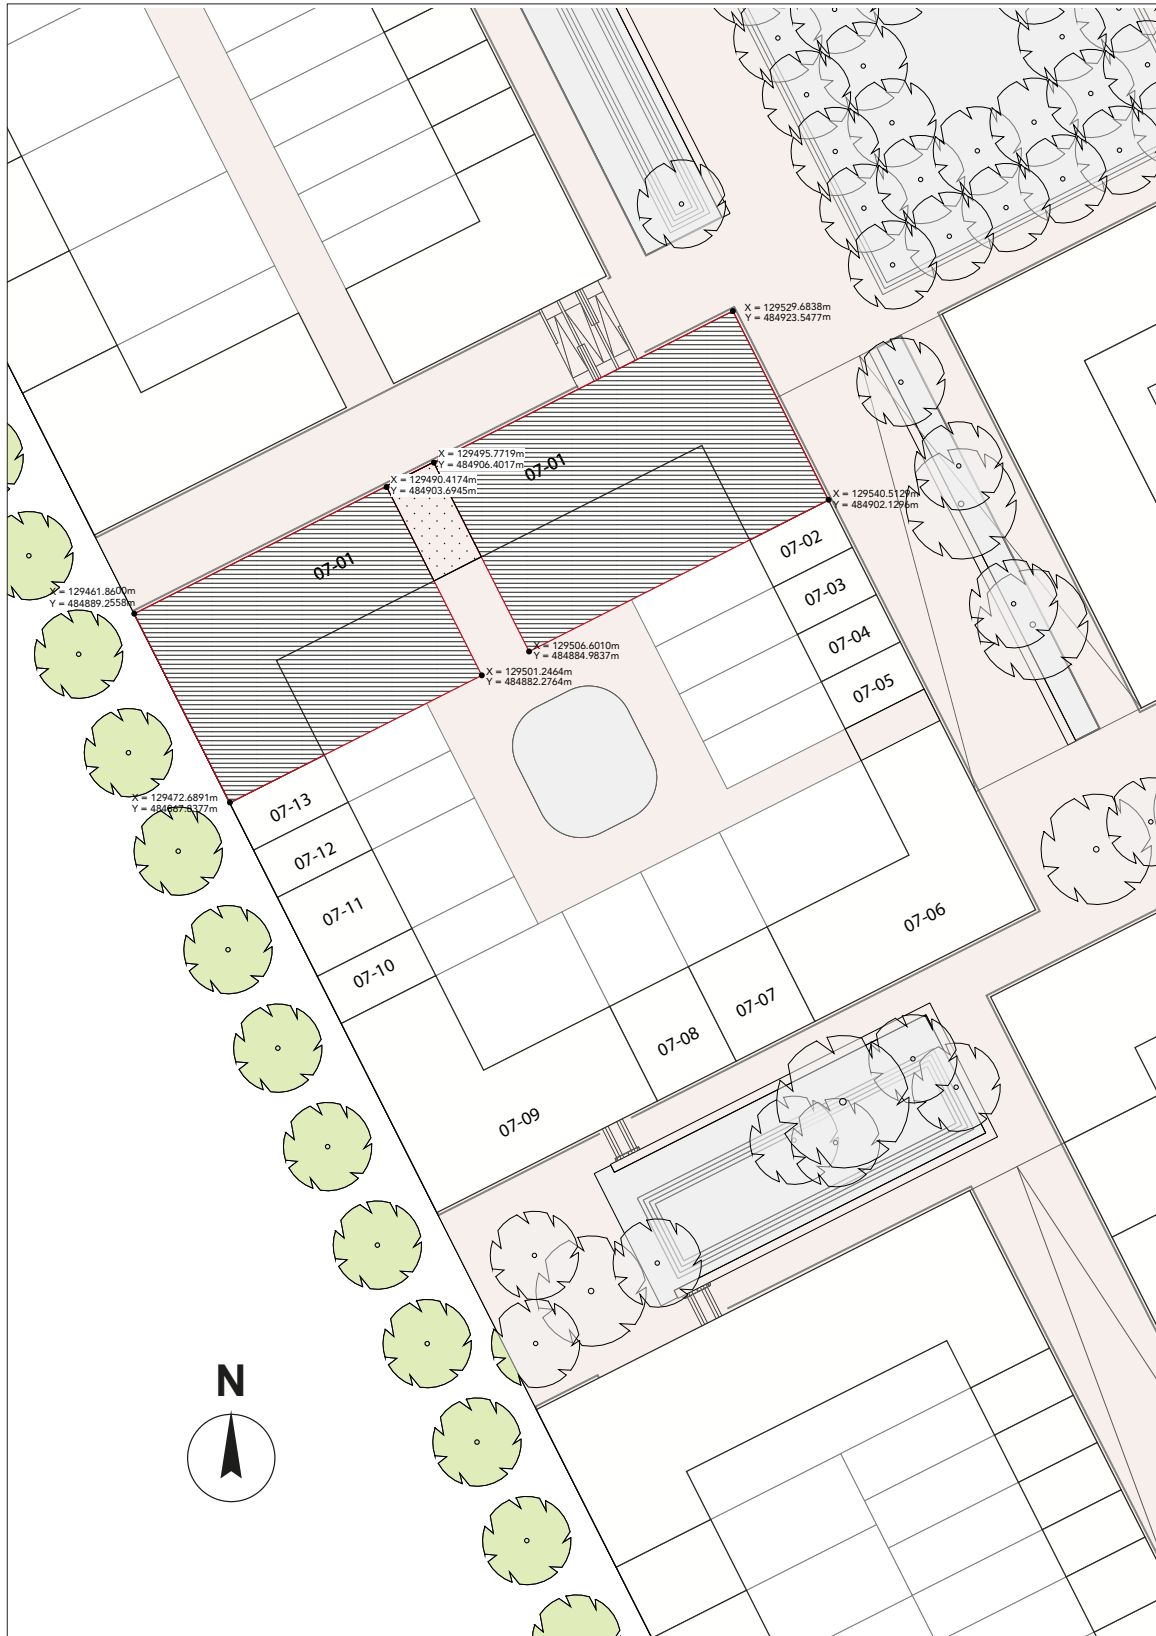 X = 129529.6838m
Y = 484923.5477m
X = 129495.7719m
Y = 484906.4017m
07-01
X = 129490.4174m
Y = 484903.6945m
X = 129540.5129m
Y = 484902.1296m
07-02
07-01
07-03
X = 129461.8600m
Y = 484889.2558m
07-04
X = 129506.6010m
Y = 484884.9837m
X = 129501.2464m
Y = 484882.2764m
07-05
X = 129472.6891m
Y = 484867.8377m
07-13
07-12
07-11
07-06
07-10
07-07
07-08
07-09
N